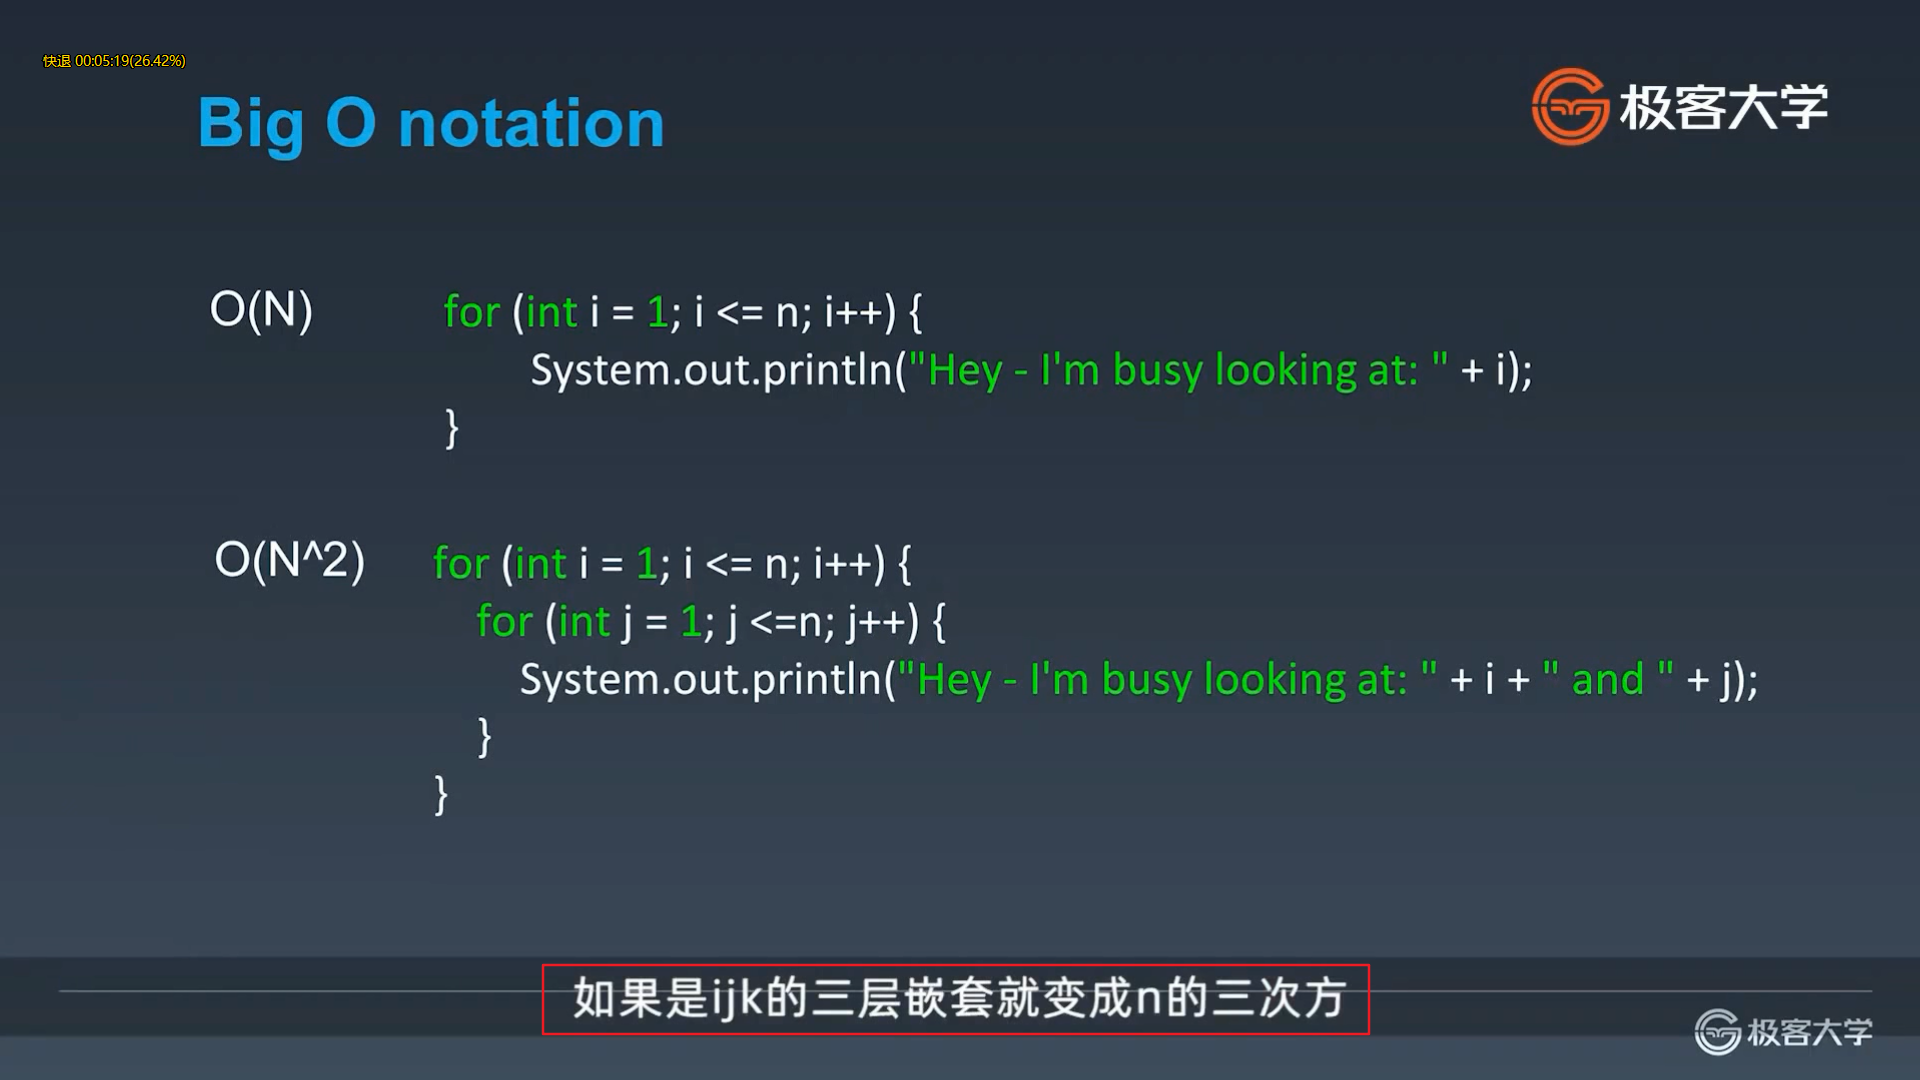 快退 00:05:19(26.42%)
极客大学
Big O notation
O(N)
for (int i = 1; i <= n; i++) {
System.out.println("Hey - I'm busy looking at: " + i);
}
O(N^2)
for (int i = 1; i <= n; i++) {
for (int j = 1; j <=n; j++) {
System.out.println("Hey - I'm busy looking at: " + i + " and " + j);
}
}
如果是ijk的三层嵌套就变成n的三次方
极客大学